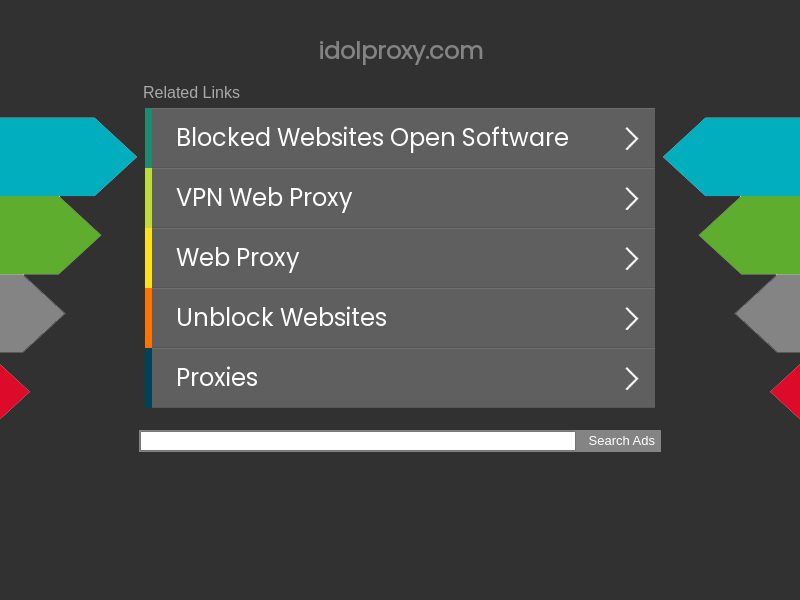 idolproxy.com
Related Links
Blocked Websites Open Software
VPN Web Proxy
Web Proxy
Unblock Websites
Proxies
Search Ads